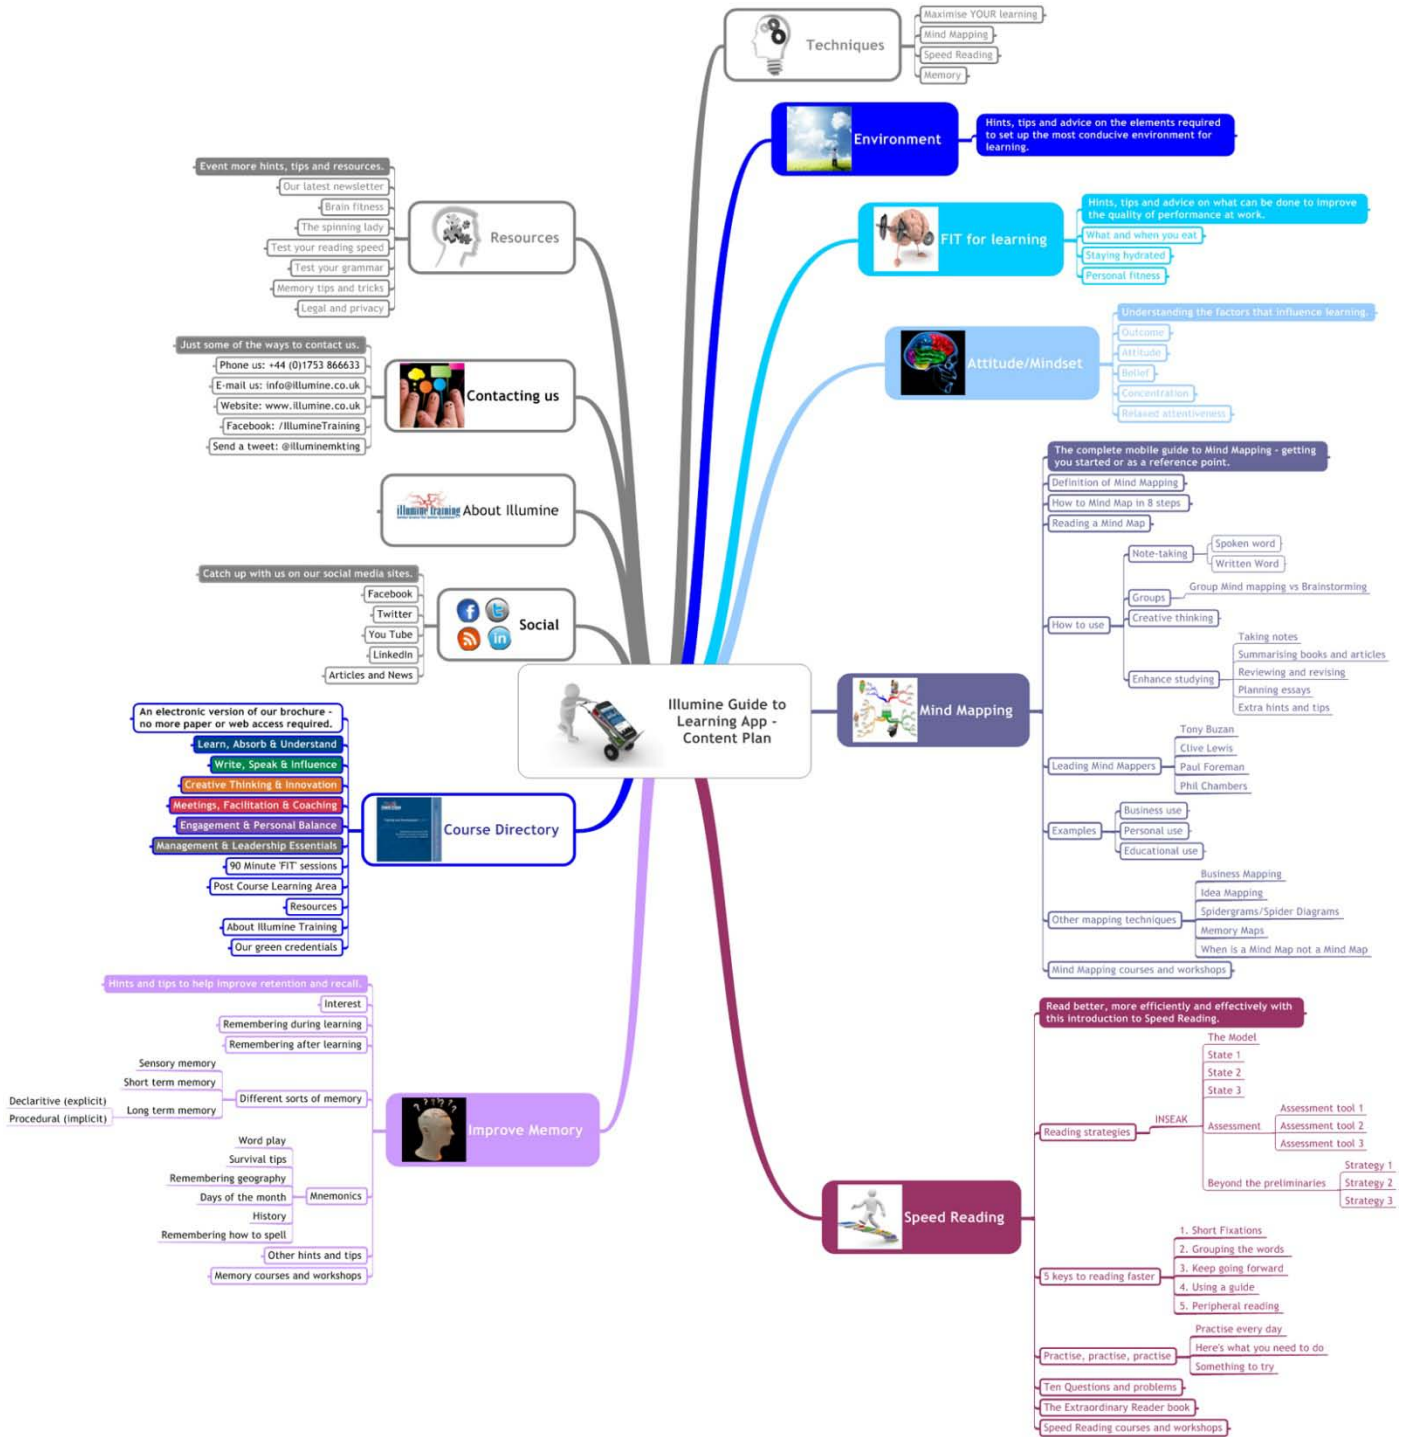 Techniques
Maximise YOUR learning
Mind Mapping
Speed Reading
Memory
Environment
Hints, tips and advice on the elements required
to set up the most conducive environment for
learning.
FIT for learning
Hints, tips and advice on what can be done to improve
the quality of performance at work.
What and when you eat
Staying hydrated
Personal fitness
Attitude/Mindset
Understanding the factors that influence learning.
Outcome
Attitude
Belief
Concentration
Relaxed attentiveness
Illumine Guide to
Learning App -
Content Plan
Mind Mapping
The complete mobile guide to Mind Mapping - getting
you started or as a reference point.
Definition of Mind Mapping
How to Mind Map in 8 steps
Reading a Mind Map
How to use
Note-taking
Spoken word
Written Word
Groups
Group Mind mapping vs Brainstorming
Creative thinking
Enhance studying
Taking notes
Summarising books and articles
Reviewing and revising
Planning essays
Extra hints and tips
Leading Mind Mappers
Tony Buzan
Clive Lewis
Paul Foreman
Phil Chambers
Examples
Business use
Personal use
Educational use
Other mapping techniques
Business Mapping
Idea Mapping
Spidergrams/Spider Diagrams
Memory Maps
When is a Mind Map not a Mind Map
Mind Mapping courses and workshops
Speed Reading
Read better, more efficiently and effectively with
this introduction to Speed Reading.
Reading strategies
INSEAK
The Model
State 1
State 2
State 3
Assessment
Assessment tool 1
Assessment tool 2
Assessment tool 3
Beyond the preliminaries
Strategy 1
Strategy 2
Strategy 3
5 keys to reading faster
1. Short Fixations
2. Grouping the words
3. Keep going forward
4. Using a guide
5. Peripheral reading
Practise, practise, practise
Practise every day
Here's what you need to do
Something to try
Ten Questions and problems
The Extraordinary Reader book
Speed Reading courses and workshops
Resources
Event more hints, tips and resources.
Our latest newsletter
Brain fitness
The spinning lady
Test your reading speed
Test your grammar
Memory tips and tricks
Legal and privacy
Contacting us
Just some of the ways to contact us.
Phone us: +44 (0)1753 866633
E-mail us: info@illumine.co.uk
Website: www.illumine.co.uk
Facebook: /IllumineTraining
Send a tweet: @illuminemkting
illumine training
About Illumine
Social
Catch up with us on our social media sites.
Facebook
Twitter
You Tube
LinkedIn
Articles and News
Course Directory
An electronic version of our brochure -
no more paper or web access required.
Learn, Absorb & Understand
Write, Speak & Influence
Creative Thinking & Innovation
Meetings, Facilitation & Coaching
Engagement & Personal Balance
Management & Leadership Essentials
90 Minute 'FIT' sessions
Post Course Learning Area
Resources
About Illumine Training
Our green credentials
Improve Memory
Hints and tips to help improve retention and recall.
Interest
Remembering during learning
Remembering after learning
Different sorts of memory
Sensory memory
Short term memory
Long term memory
Declaritive (explicit)
Procedural (implicit)
Mnemonics
Word play
Survival tips
Remembering geography
Days of the month
History
Remembering how to spell
Other hints and tips
Memory courses and workshops